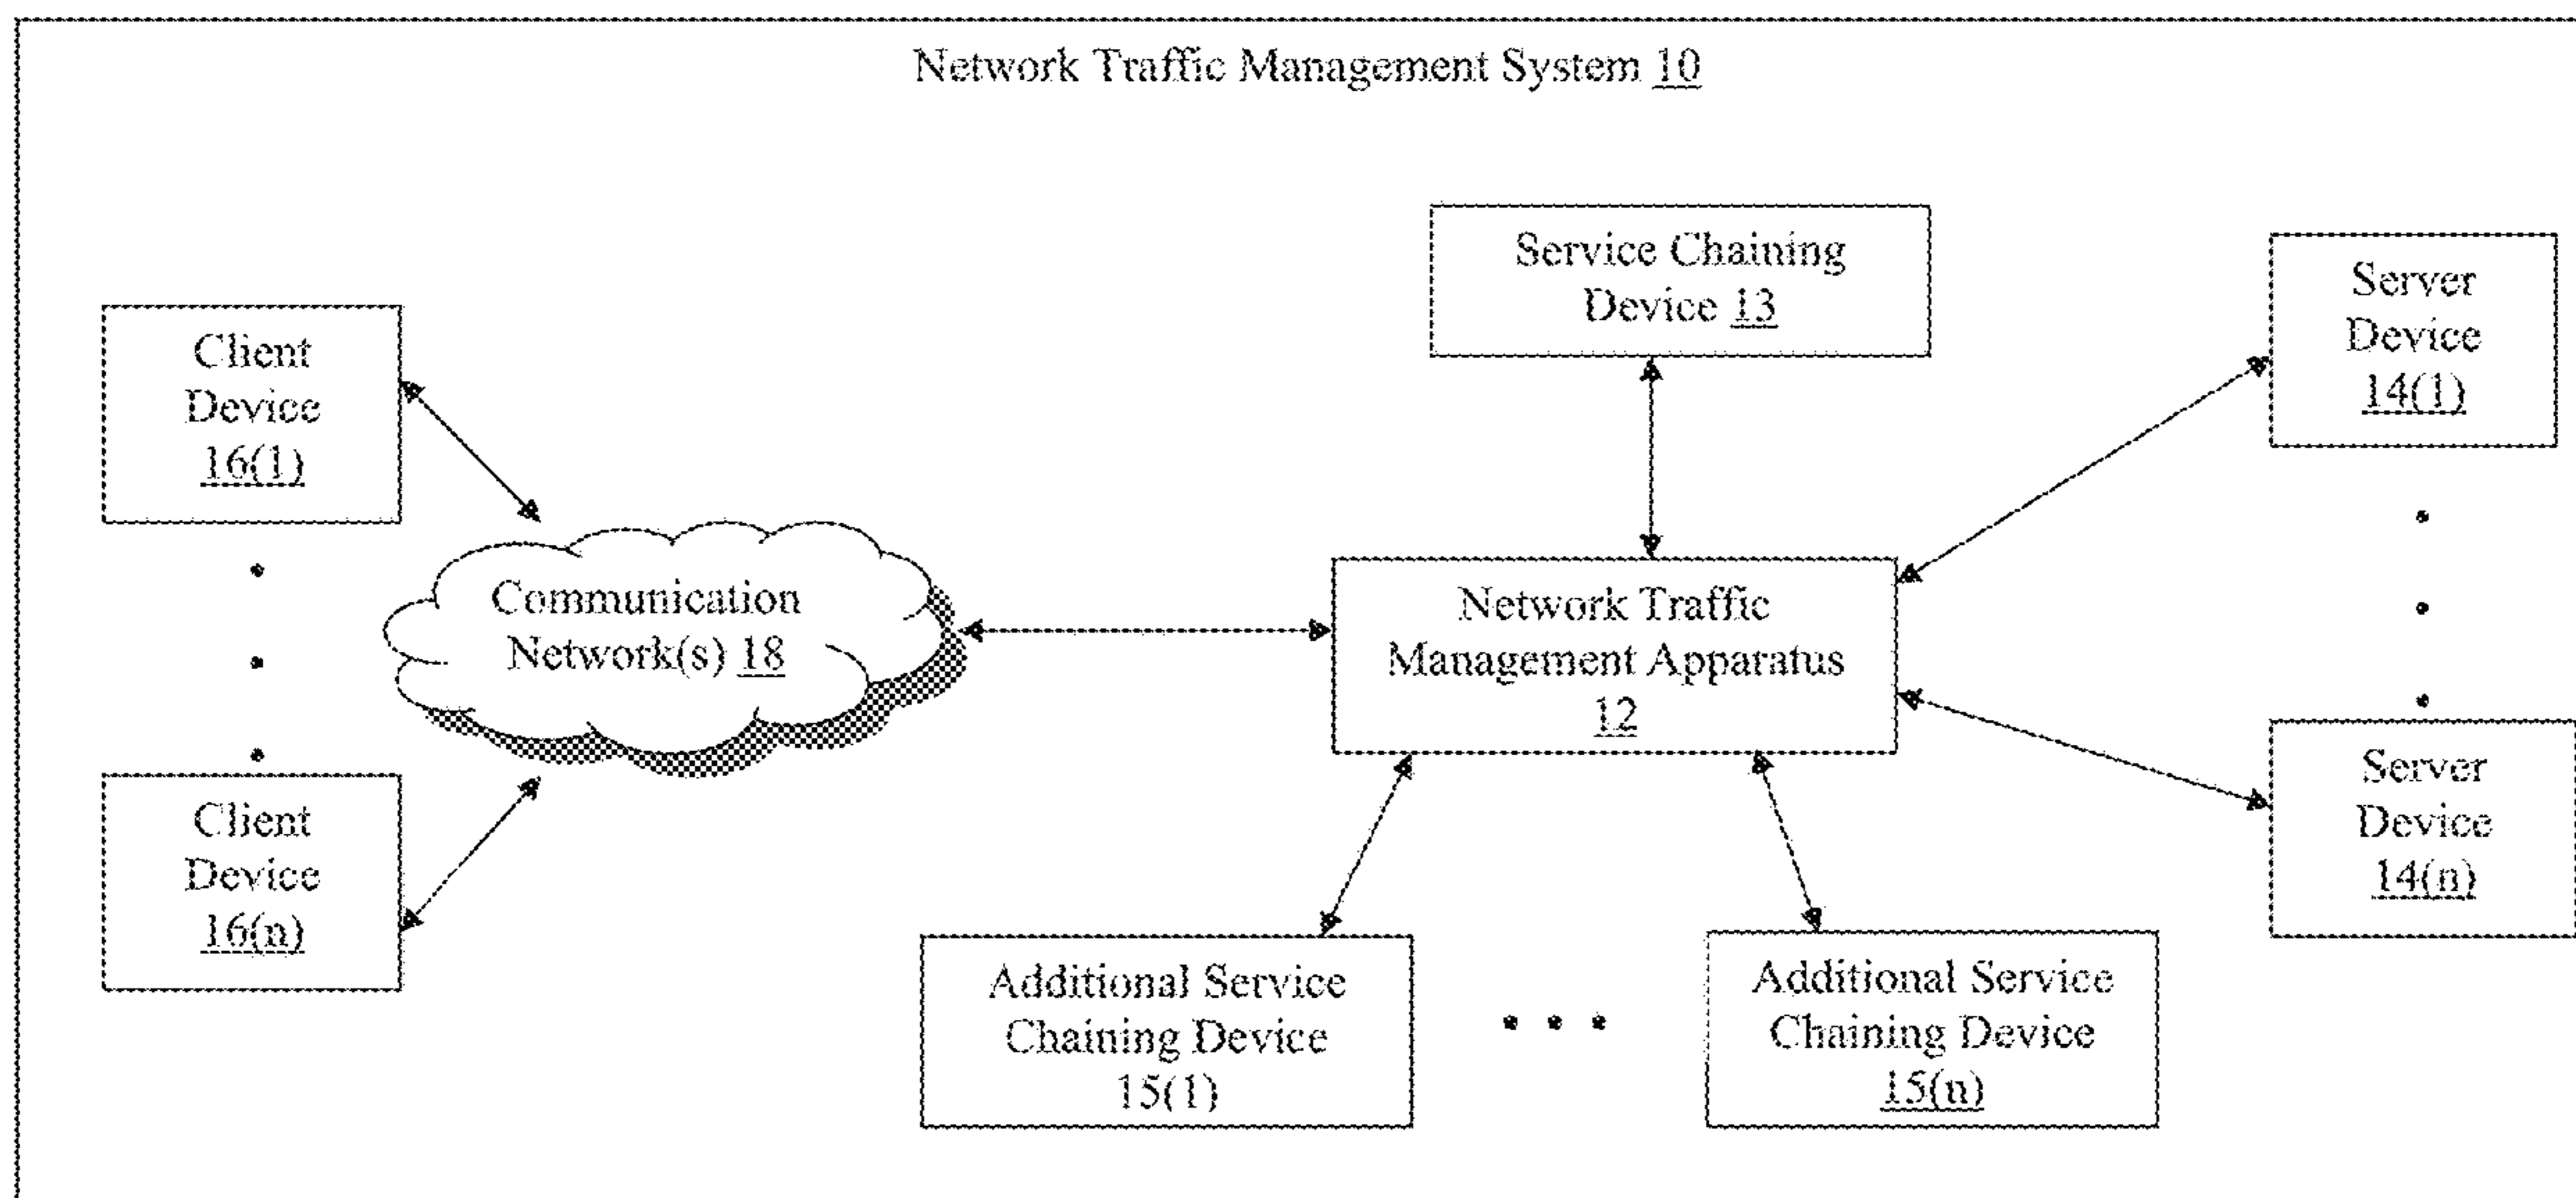 Network Traffic Management System 10
Service Chaining
Device 13
Server
Device
14(1)
Client
Device
16(1)
Communication
Network(s) 18
Network Traffic
Management Apparatus
12
Server
Device
14(n)
Client
Device
16(n)
Additional Service
Chaining Device
15(1)
Additional Service
Chaining Device
15(n)